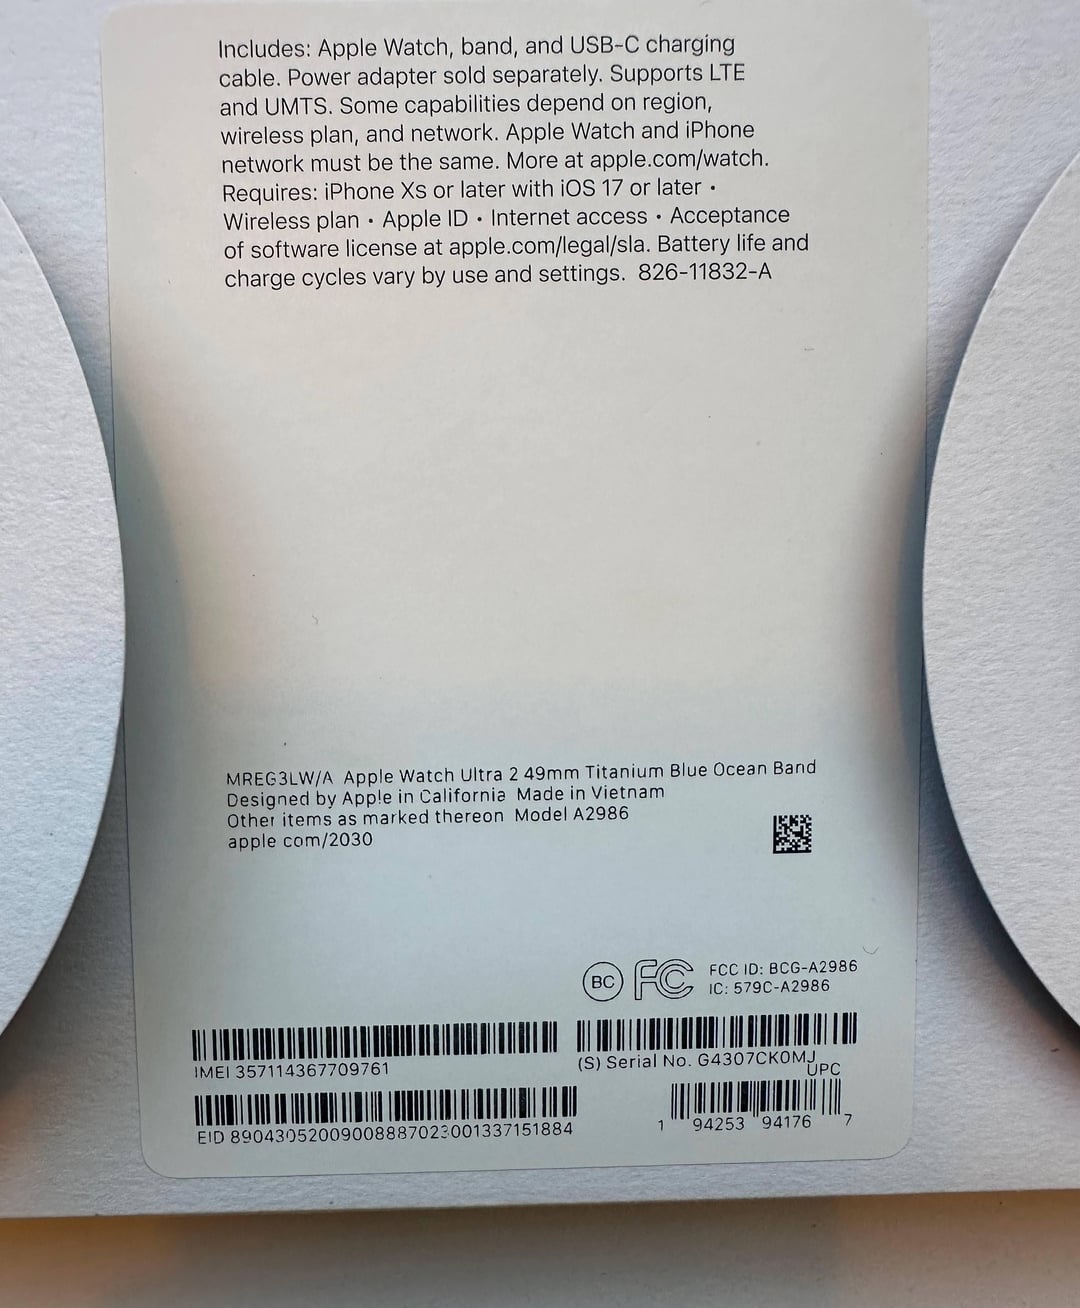 Includes: Apple Watch, band, and USB-C charging
cable. Power adapter sold separately. Supports LTE
and UMTS. Some capabilities depend on region,
wireless plan, and network. Apple Watch and iPhone
network must be the same. More at apple.com/watch.
Requires: iPhone Xs or later with iOS 17 or later •
Wireless plan • Apple ID • Internet access • Acceptance
of software license at apple.com/legal/sla. Battery life and
charge cycles vary by use and settings. 826-11832-A
MREG3LW/A Apple Watch Ultra 2 49mm Titanium Blue Ocean Band
Designed by Apple in California Made in Vietnam
Other items as marked thereon Model A2986
apple com/2030
BC FC FCC ID: BCG-A2986
IC: 579C-A2986
IMEI 357114367709761
(S) Serial No. G4307CK0MJ
UPC
EID 89043052009008887023001337151884
1 94253 94176 7